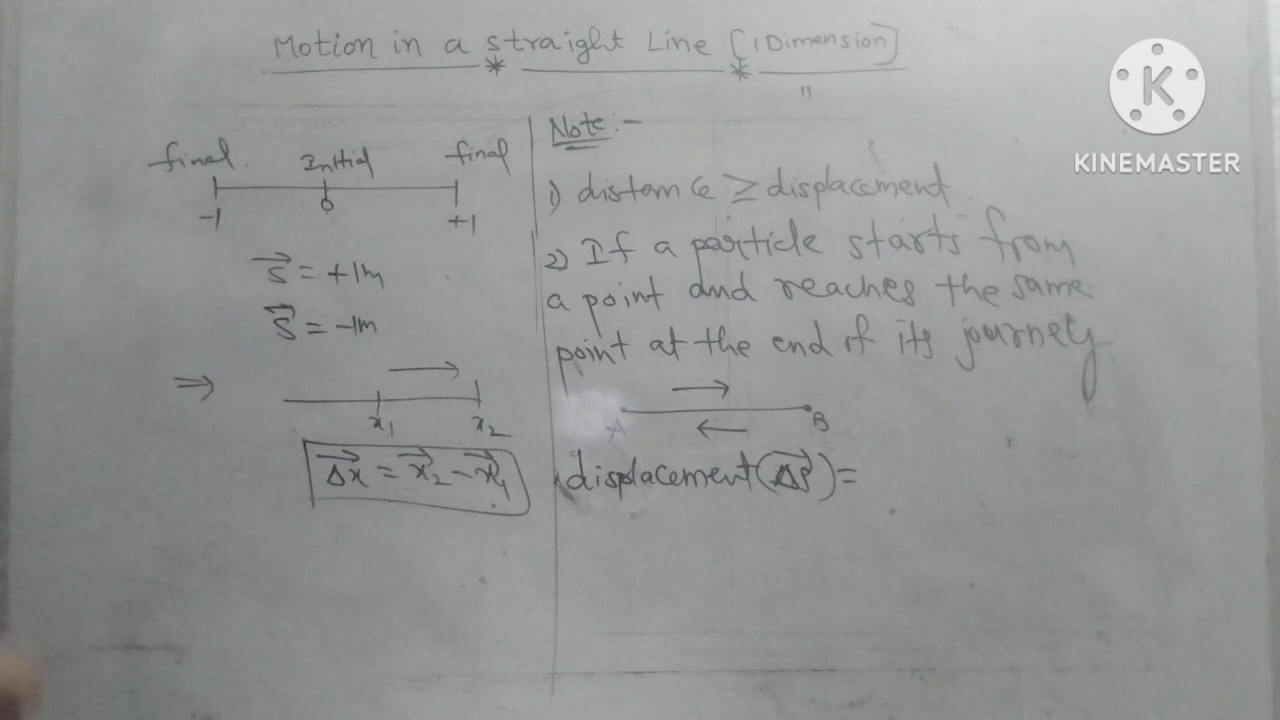 Motion in a straight Line [1 Dimension]
KINEMASTER
final. Initial final
-1 0 +1
S⃗ = +1m
S⃗ = -1m
⇒
x₁ x₂
Δx⃗ = x⃗₂ - x⃗₁
Note:-
1) distance ≥ displacement
2) If a particle starts from
a point and reaches the same
point at the end of its journey
A B
displacement(ΔS⃗) =